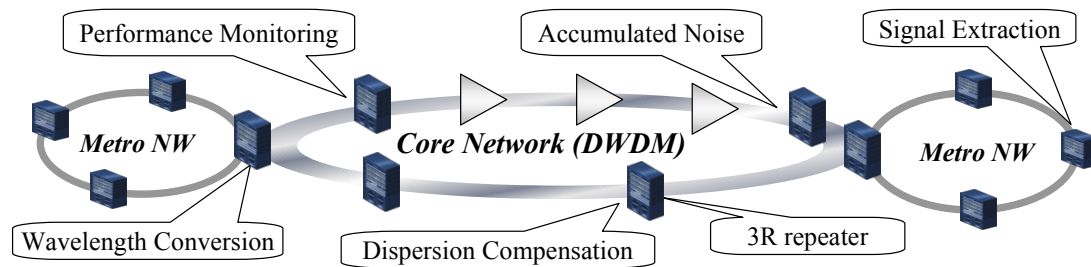 Performance Monitoring
Accumulated Noise
Signal Extraction
Metro NW
Core Network (DWDM)
Metro NW
Wavelength Conversion
Dispersion Compensation
3R repeater